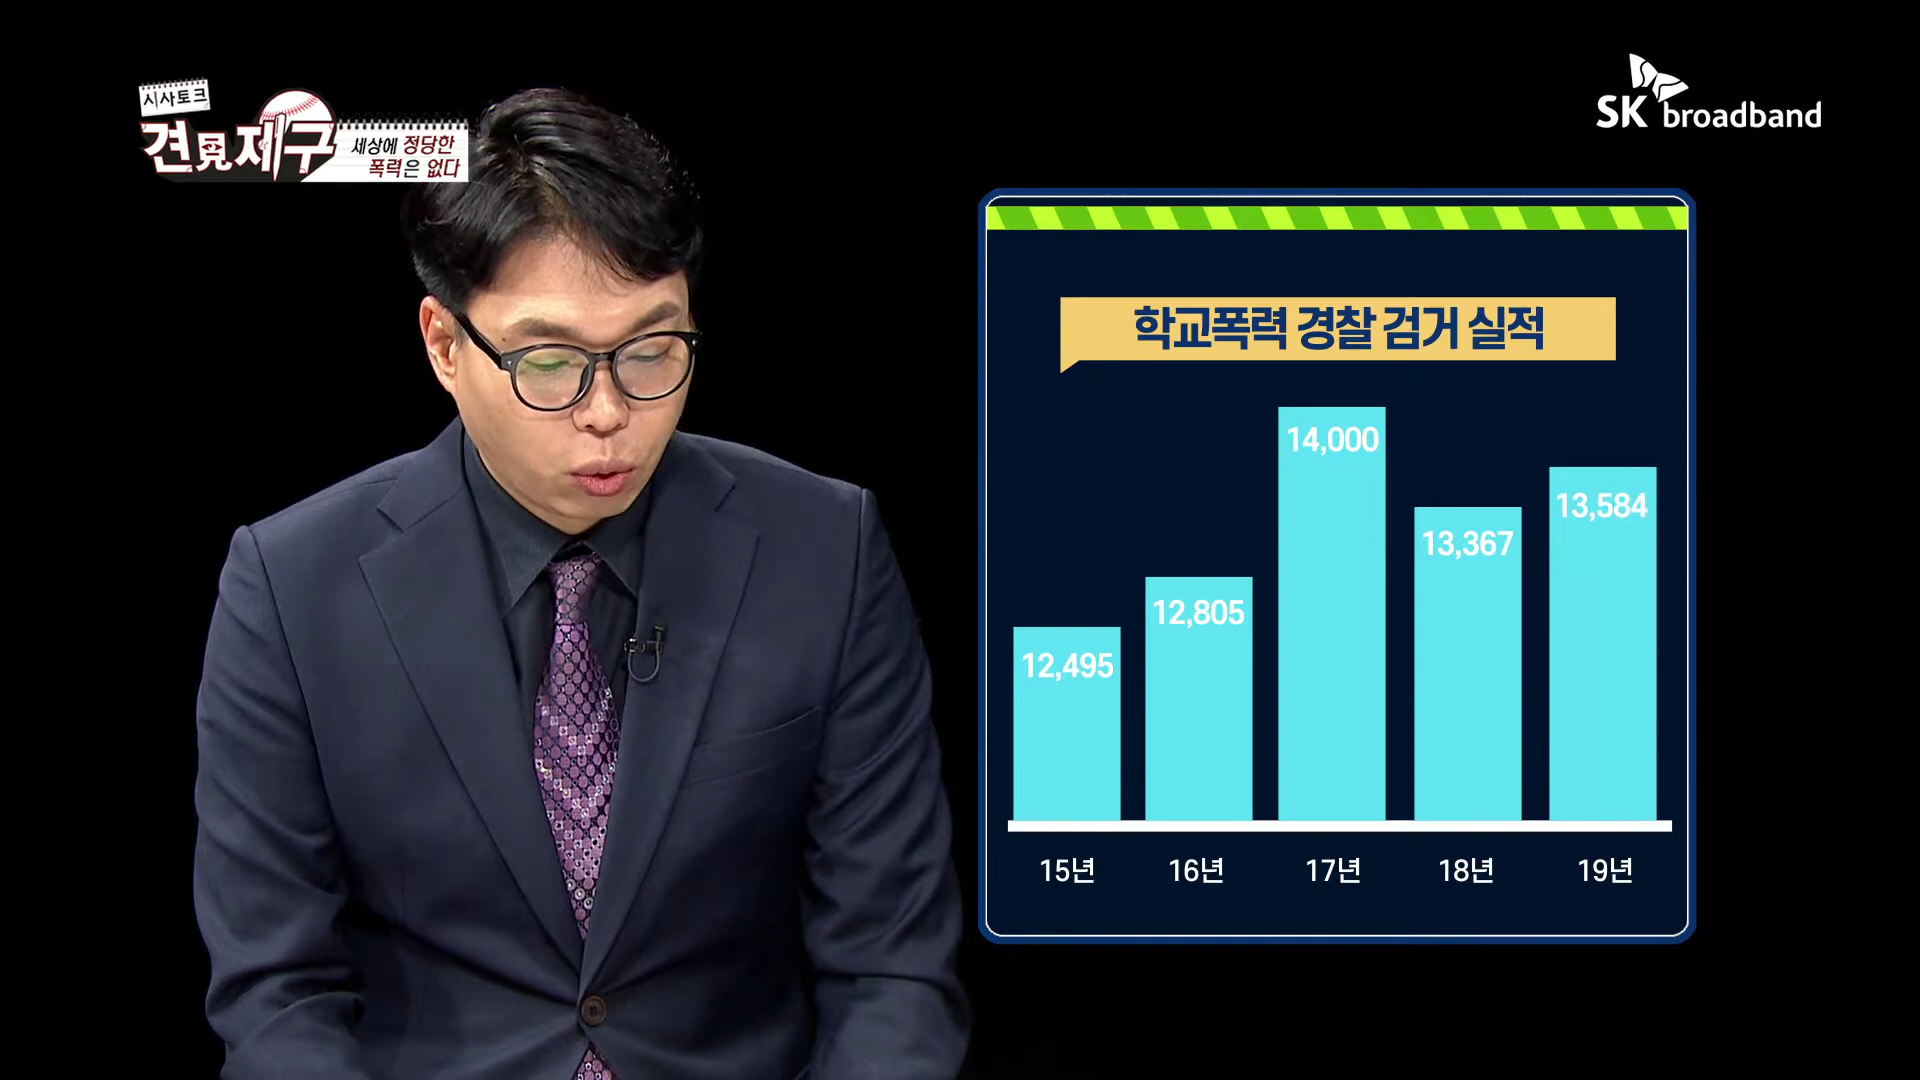 시사토크
견見제구
세상에 정당한
폭력은 없다
SK broadband
학교폭력 경찰 검거 실적
14,000
13,584
13,367
12,805
12,495
15년 16년 17년 18년 19년